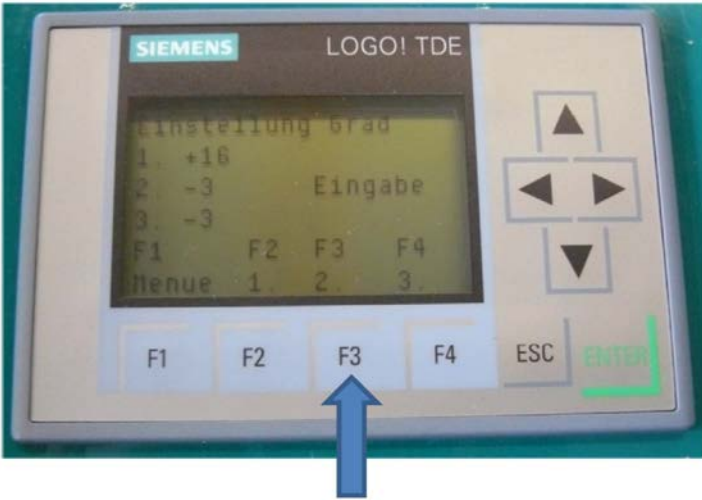 SIEMENS LOGO! TDE
Einstellung Grad
1. +16
2. -3 Eingabe
3. -3
F1 F2 F3 F4
Menue 1. 2. 3.
F1 F2 F3 F4 ESC ENTER